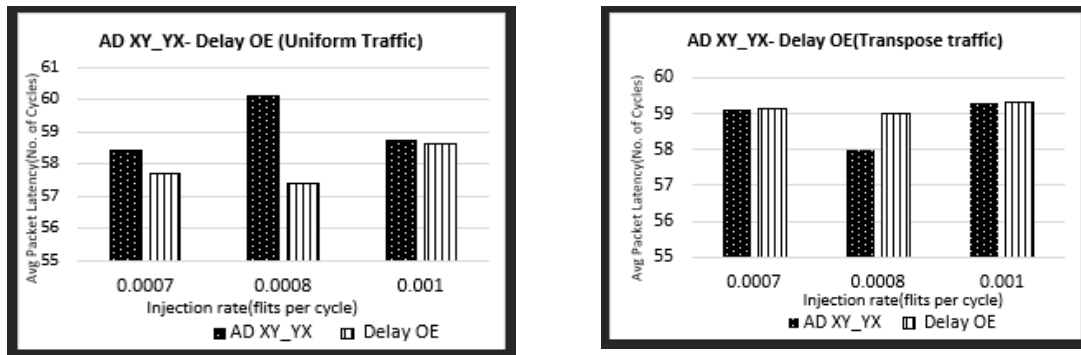 AD XY_YX- Delay OE (Uniform Traffic)
Avg Packet Latency(No. of Cycles)
61
60
59
58
57
56
55
0.0007
0.0008
0.001
Injection rate(flits per cycle)
AD XY_YX
Delay OE
AD XY_YX- Delay OE(Transpose traffic)
Avg Packet Latency(No. of Cycles)
60
59
58
57
56
55
0.0007
0.0008
0.001
Injection rate(flits per cycle)
AD XY_YX
Delay OE